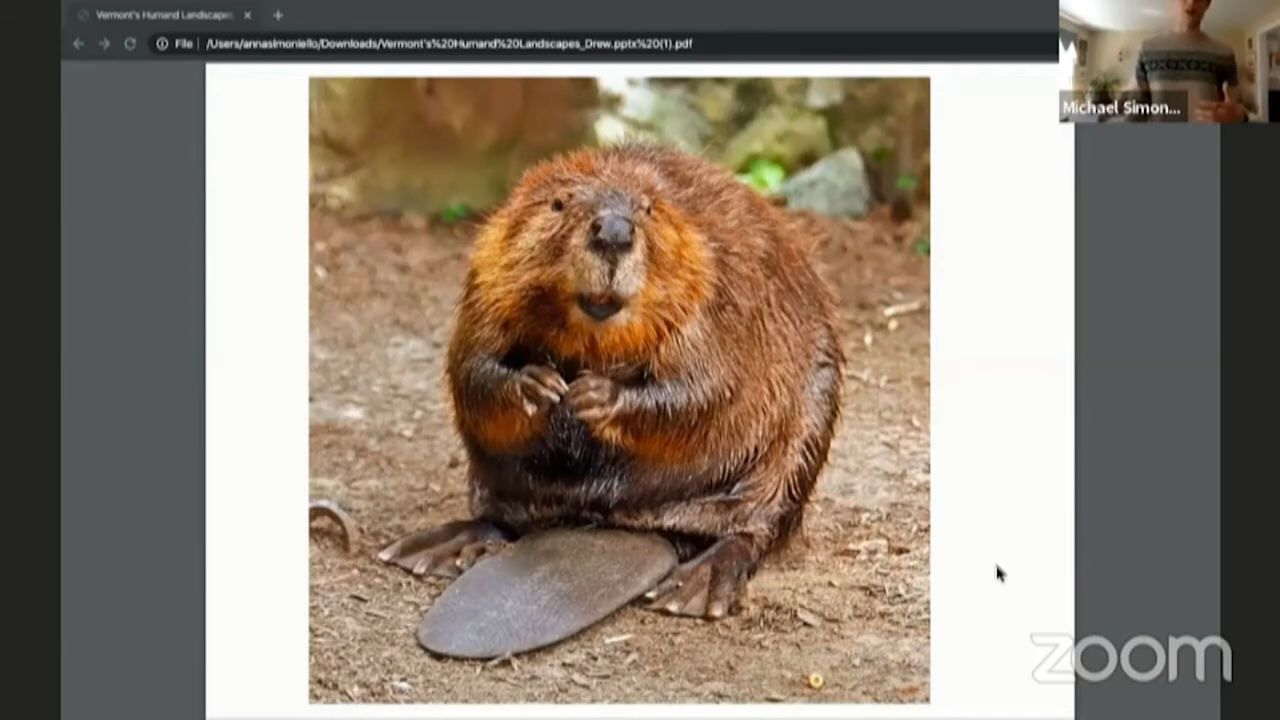 Vermont's Humand Landscapes
File
/Users/annasimoniello/Downloads/Vermont's%20Humand%20Landscapes_Drew.pptx%20(1).pdf
Michael Simon...
zoom